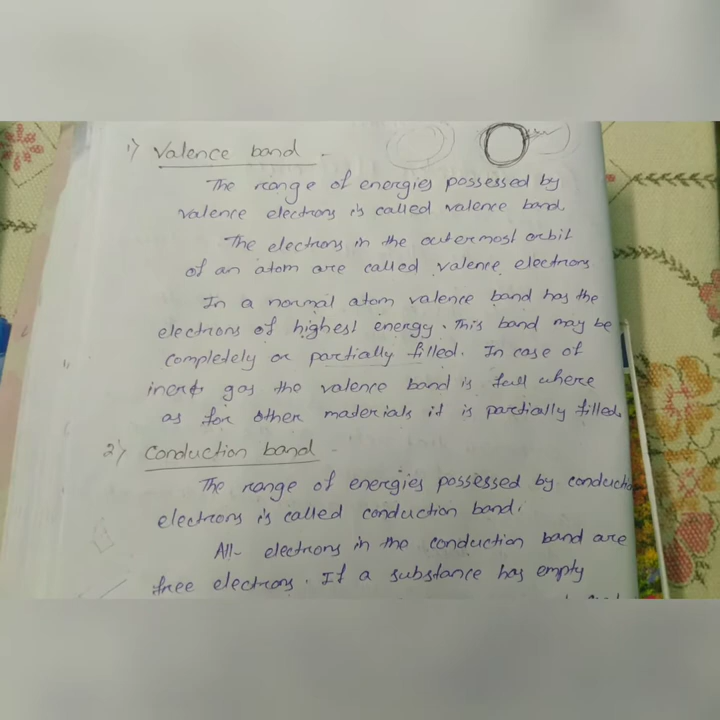 1) Valence band -
The range of energies possessed by
valence electrons is called valence band.
The electrons in the outermost orbit
of an atom are called valence electrons
In a normal atom valence band has the
electrons of highest energy. This band may be
completely or partially filled. In case of
inert gas the valence band is full where
as for other materials it is partially filled.
2) Conduction band -
The range of energies possessed by
electrons is called conduction band.
All electrons in the conduction band are
free electrons. If a substance has empty